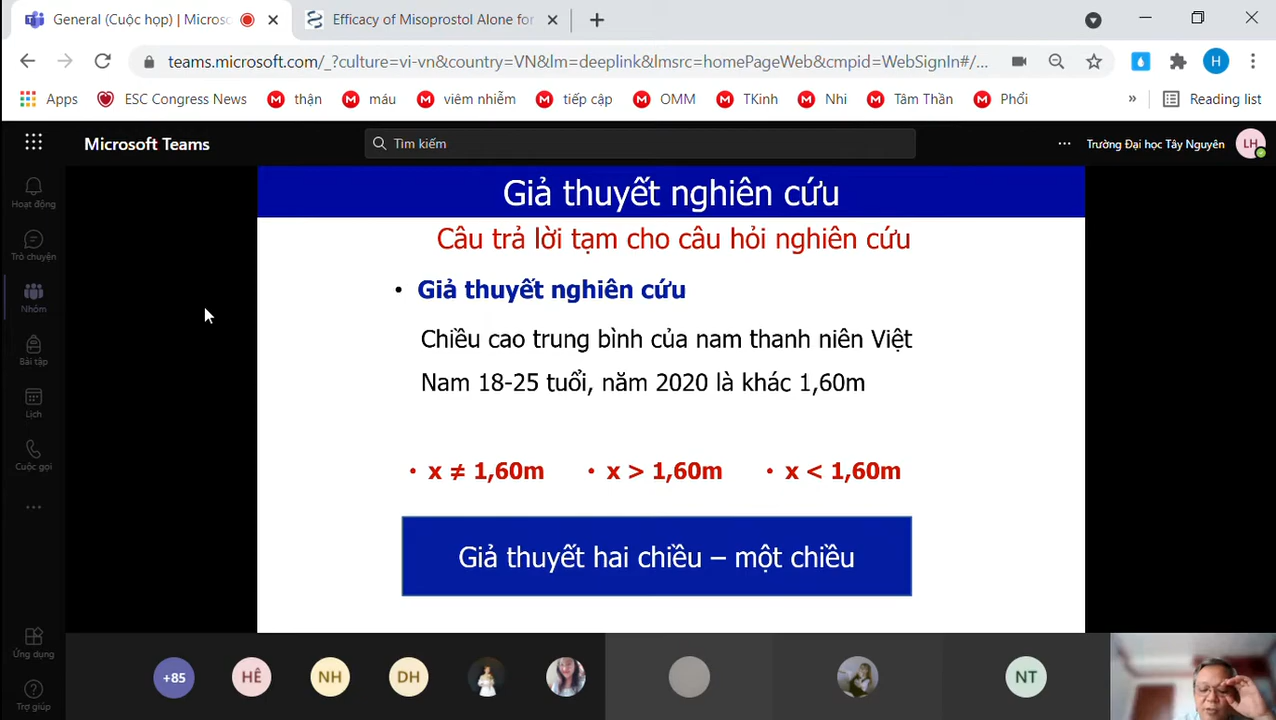 General (Cuộc họp) | Micros
Efficacy of Misoprostol Alone for
teams.microsoft.com/_?culture=vi-vn&country=VN&lm=deeplink&lmsrc=homePageWeb&cmpid=WebSignIn#/...
H
Apps
ESC Congress News
thận
máu
viêm nhiễm
tiếp cập
OMM
TKinh
Nhi
Tâm Thần
Phổi
»
Reading list
Microsoft Teams
Tìm kiếm
Trường Đại học Tây Nguyên
LH
Hoạt động
Trò chuyện
Nhóm
Bài tập
Lịch
Cuộc gọi
Ứng dụng
Trợ giúp
Giả thuyết nghiên cứu
Câu trả lời tạm cho câu hỏi nghiên cứu
• Giả thuyết nghiên cứu
Chiều cao trung bình của nam thanh niên Việt
Nam 18-25 tuổi, năm 2020 là khác 1,60m
• x ≠ 1,60m • x > 1,60m • x < 1,60m
Giả thuyết hai chiều – một chiều
+85
HÊ
NH
DH
NT